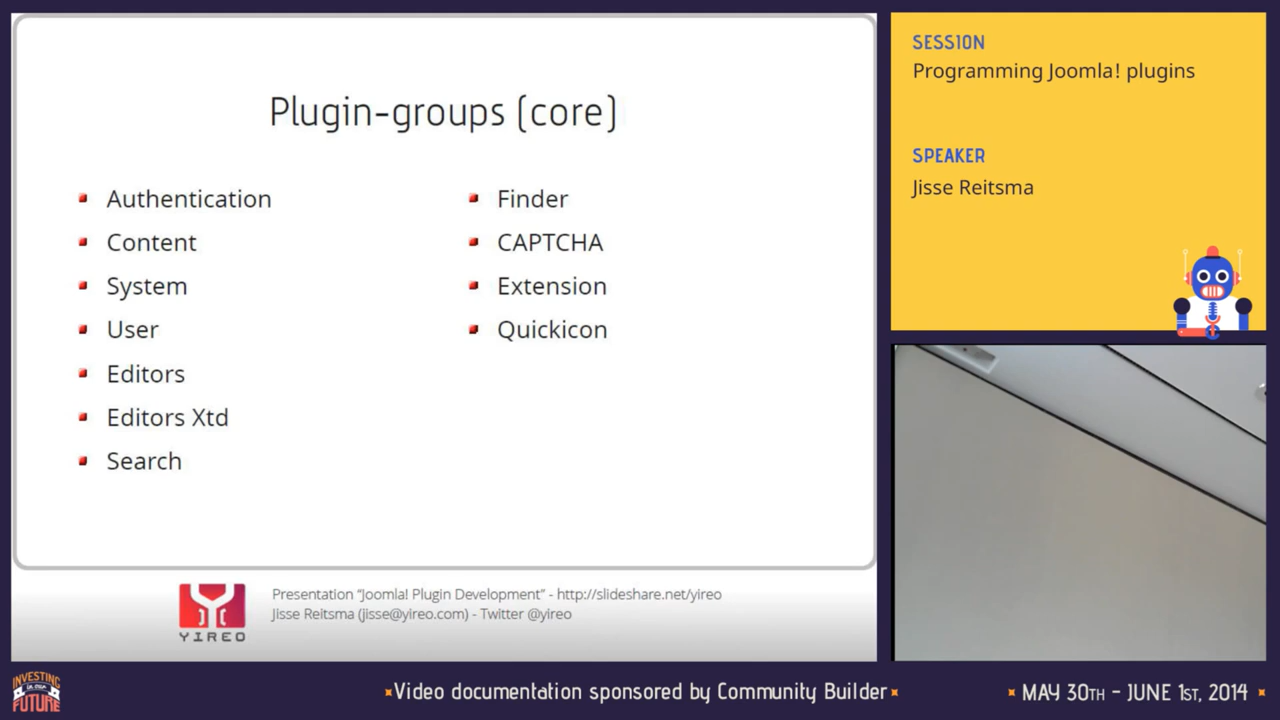 Plugin-groups (core)
Authentication
Content
System
User
Editors
Editors Xtd
Search
Finder
CAPTCHA
Extension
Quickicon
YIREO
Presentation “Joomla! Plugin Development” - http://slideshare.net/yireo
Jisse Reitsma (jisse@yireo.com) - Twitter @yireo
SESSION
Programming Joomla! plugins
SPEAKER
Jisse Reitsma
INVESTING
IN OUR
FUTURE
Video documentation sponsored by Community Builder
MAY 30TH - JUNE 1ST, 2014